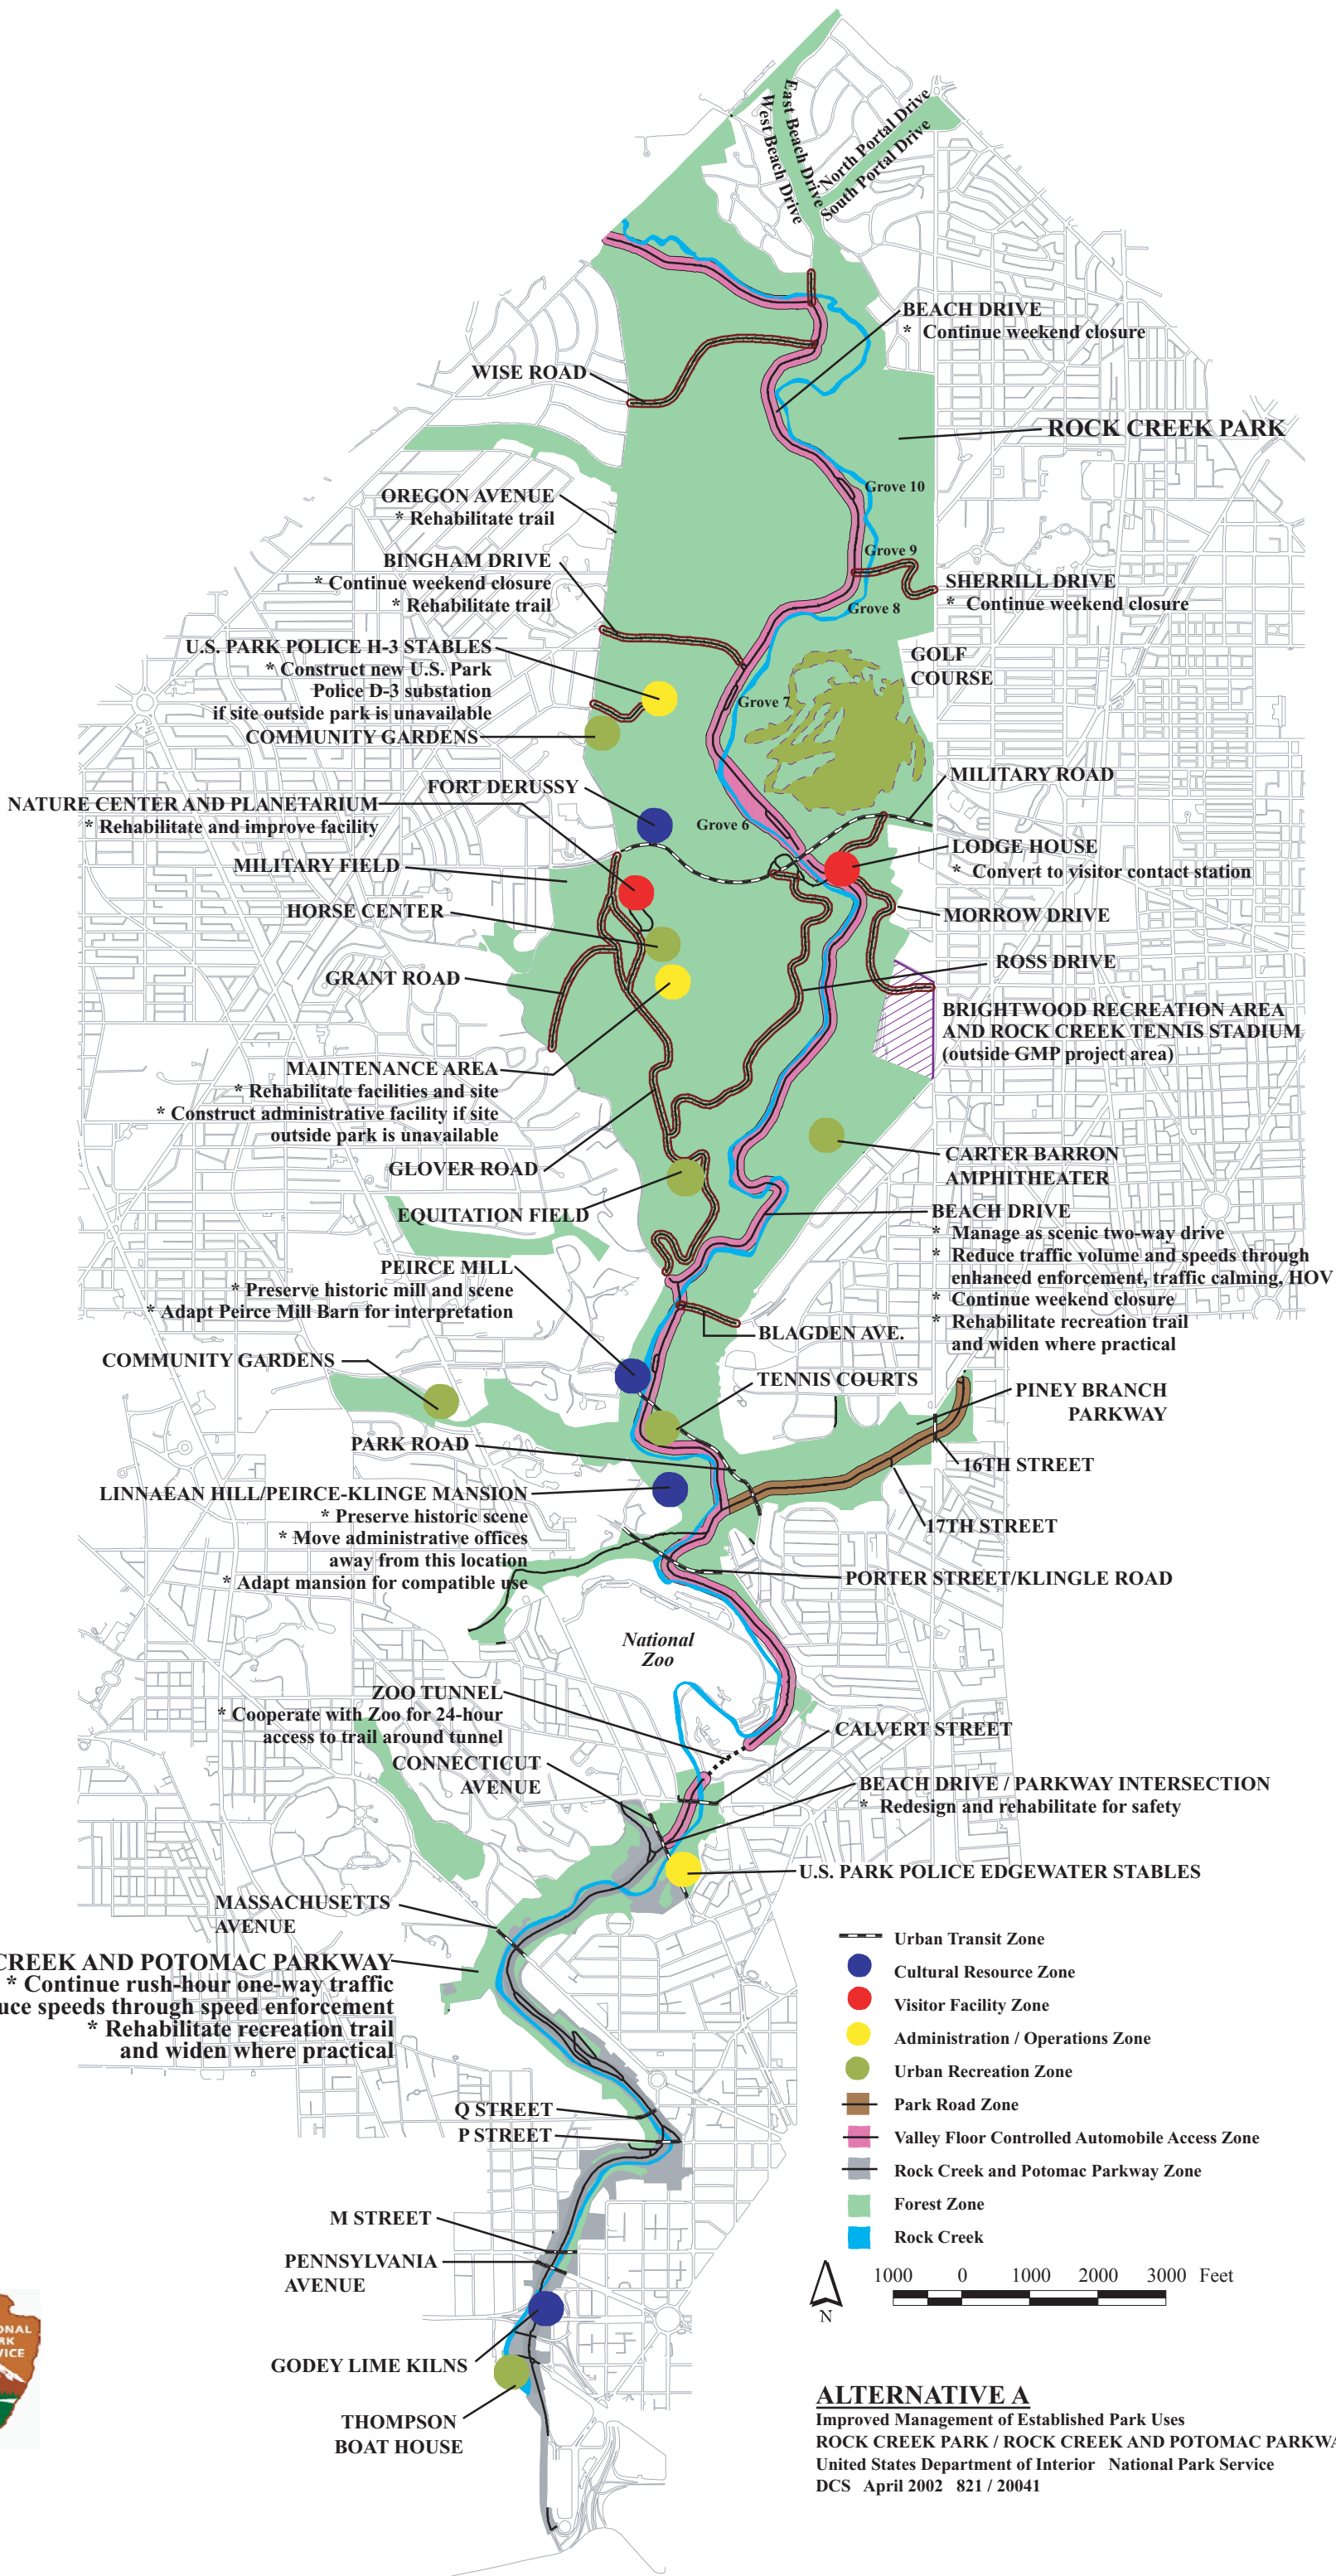 East Beach Drive
West Beach Drive
North Portal Drive
South Portal Drive
BEACH DRIVE
* Continue weekend closure
WISE ROAD
ROCK CREEK PARK
Grove 10
OREGON AVENUE
* Rehabilitate trail
Grove 9
BINGHAM DRIVE
* Continue weekend closure
* Rehabilitate trail
SHERRILL DRIVE
* Continue weekend closure
Grove 8
U.S. PARK POLICE H-3 STABLES
* Construct new U.S. Park
Police D-3 substation
if site outside park is unavailable
GOLF
COURSE
Grove 7
COMMUNITY GARDENS
MILITARY ROAD
FORT DERUSSY
NATURE CENTER AND PLANETARIUM
* Rehabilitate and improve facility
Grove 6
LODGE HOUSE
* Convert to visitor contact station
MILITARY FIELD
HORSE CENTER
MORROW DRIVE
ROSS DRIVE
GRANT ROAD
BRIGHTWOOD RECREATION AREA
AND ROCK CREEK TENNIS STADIUM
(outside GMP project area)
MAINTENANCE AREA
* Rehabilitate facilities and site
* Construct administrative facility if site
outside park is unavailable
CARTER BARRON
AMPHITHEATER
GLOVER ROAD
EQUITATION FIELD
BEACH DRIVE
* Manage as scenic two-way drive
* Reduce traffic volume and speeds through
enhanced enforcement, traffic calming, HOV
* Continue weekend closure
* Rehabilitate recreation trail
and widen where practical
PEIRCE MILL
* Preserve historic mill and scene
* Adapt Peirce Mill Barn for interpretation
BLAGDEN AVE.
COMMUNITY GARDENS
TENNIS COURTS
PINEY BRANCH
PARKWAY
PARK ROAD
16TH STREET
LINNAEAN HILL/PEIRCE-KLINGE MANSION
* Preserve historic scene
* Move administrative offices
away from this location
* Adapt mansion for compatible use
17TH STREET
PORTER STREET/KLINGLE ROAD
National
Zoo
ZOO TUNNEL
* Cooperate with Zoo for 24-hour
access to trail around tunnel
CALVERT STREET
CONNECTICUT
AVENUE
BEACH DRIVE / PARKWAY INTERSECTION
* Redesign and rehabilitate for safety
U.S. PARK POLICE EDGEWATER STABLES
MASSACHUSETTS
AVENUE
CREEK AND POTOMAC PARKWAY
* Continue rush-hour one-way traffic
uce speeds through speed enforcement
* Rehabilitate recreation trail
and widen where practical
Urban Transit Zone
Cultural Resource Zone
Visitor Facility Zone
Administration / Operations Zone
Urban Recreation Zone
Park Road Zone
Valley Floor Controlled Automobile Access Zone
Rock Creek and Potomac Parkway Zone
Forest Zone
Rock Creek
Q STREET
P STREET
M STREET
PENNSYLVANIA
AVENUE
1000 0 1000 2000 3000 Feet
N
GODEY LIME KILNS
THOMPSON
BOAT HOUSE
ONAL
RK
VICE
ALTERNATIVE A
Improved Management of Established Park Uses
ROCK CREEK PARK / ROCK CREEK AND POTOMAC PARKWA
United States Department of Interior National Park Service
DCS April 2002 821 / 20041